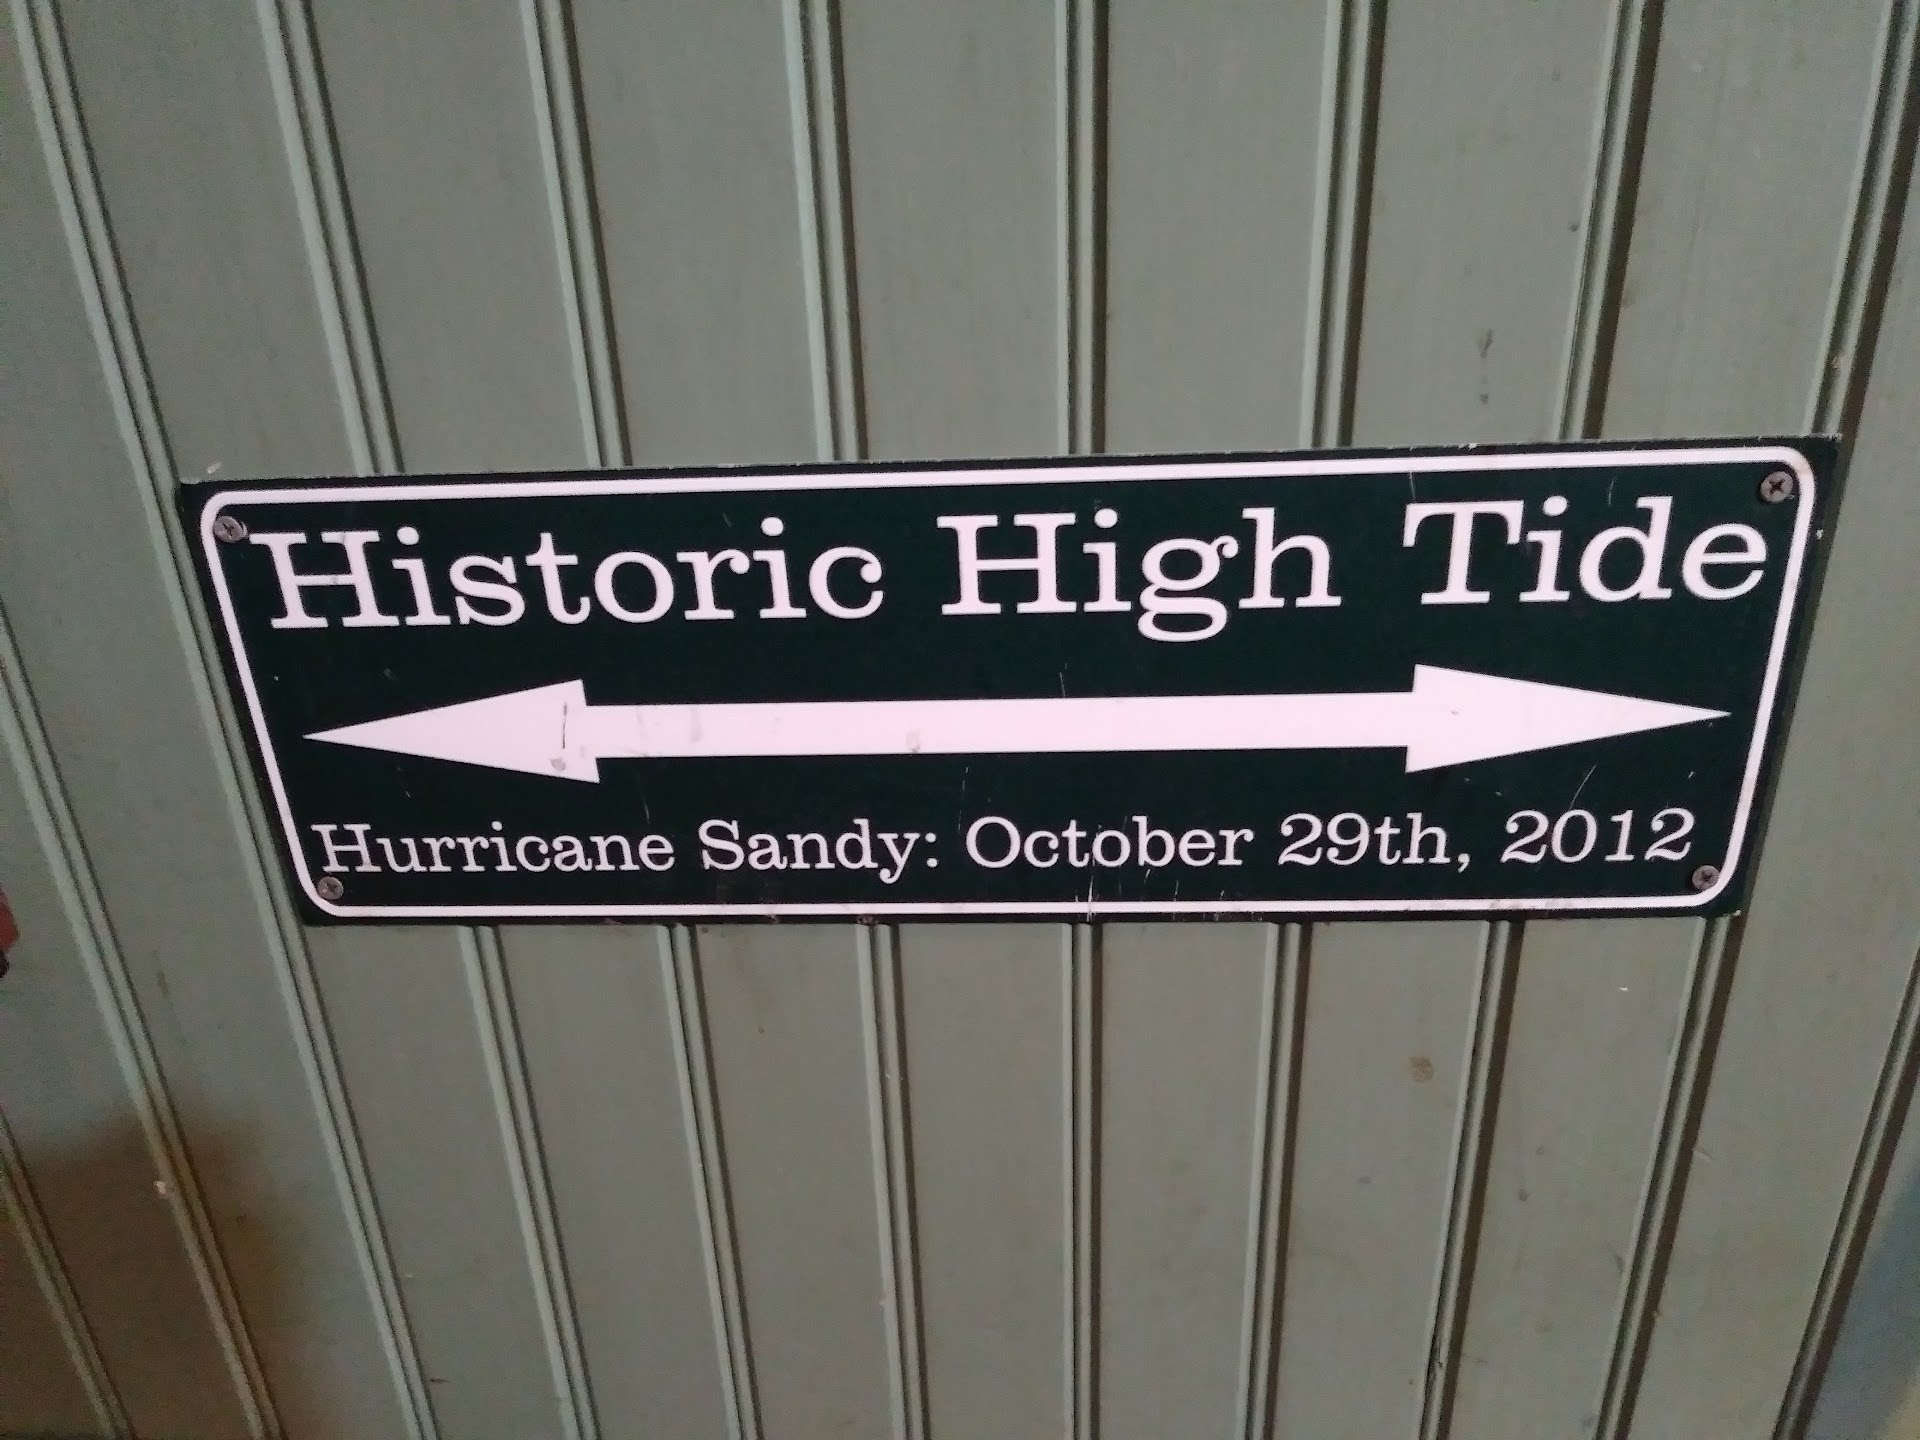 Historic High Tide
Hurricane Sandy: October 29th, 2012